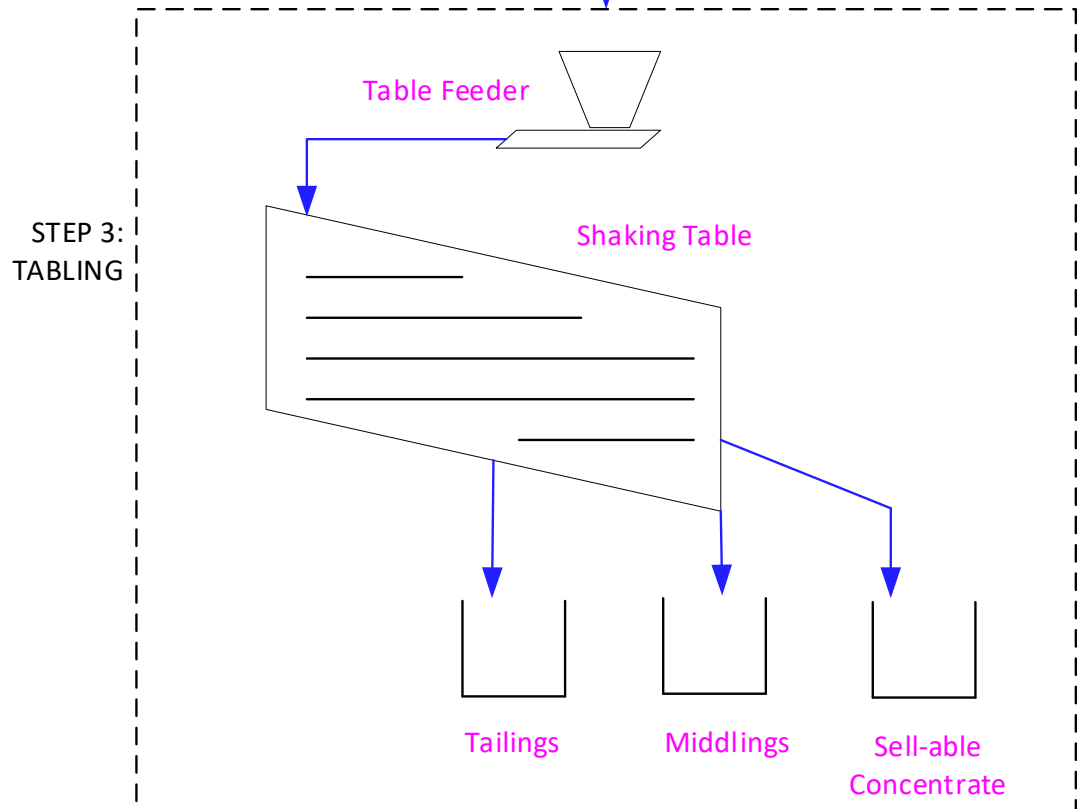 Table Feeder
Shaking Table
STEP 3:
TABLING
Tailings
Middlings
Sell-able
Concentrate